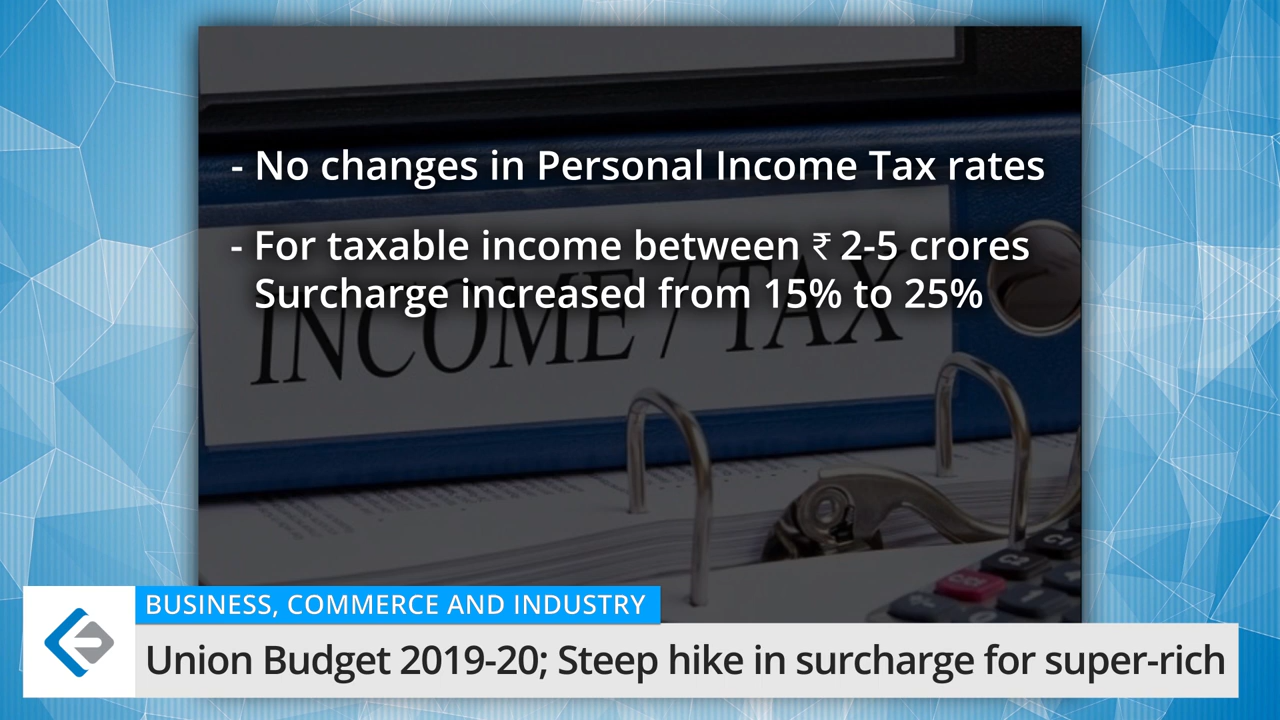 - No changes in Personal Income Tax rates
- For taxable income between ₹ 2-5 crores
Surcharge increased from 15% to 25%
INCOME / TAX
BUSINESS, COMMERCE AND INDUSTRY
Union Budget 2019-20; Steep hike in surcharge for super-rich